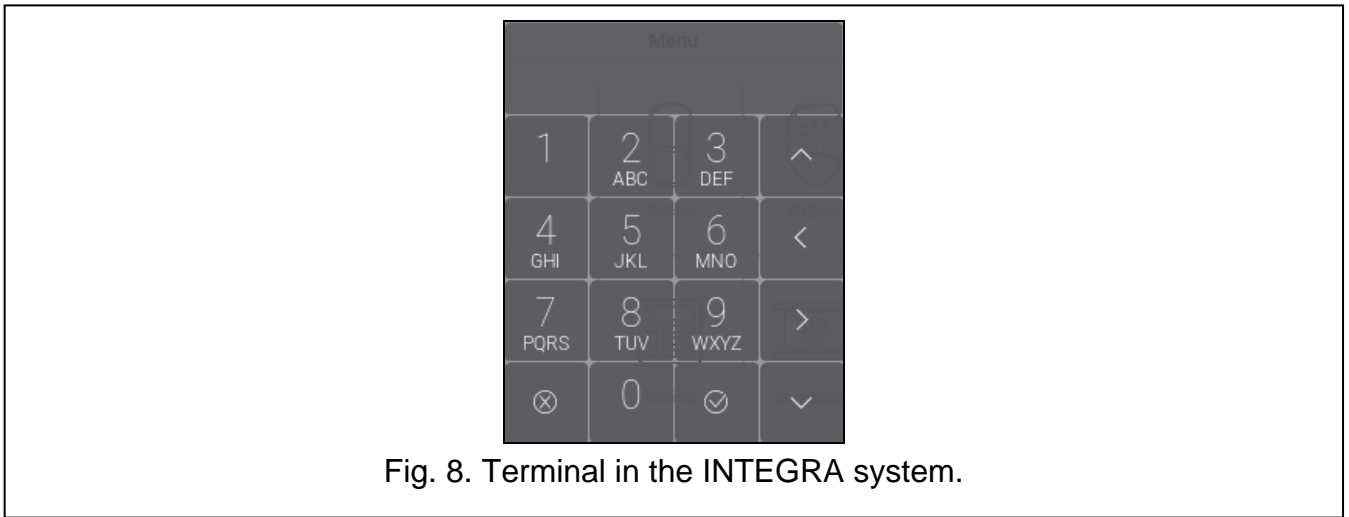 Menu
1 2 3
ABC DEF
4 5 6
GHI JKL MNO
7 8 9
PQRS TUV WXYZ
0
Fig. 8. Terminal in the INTEGRA system.